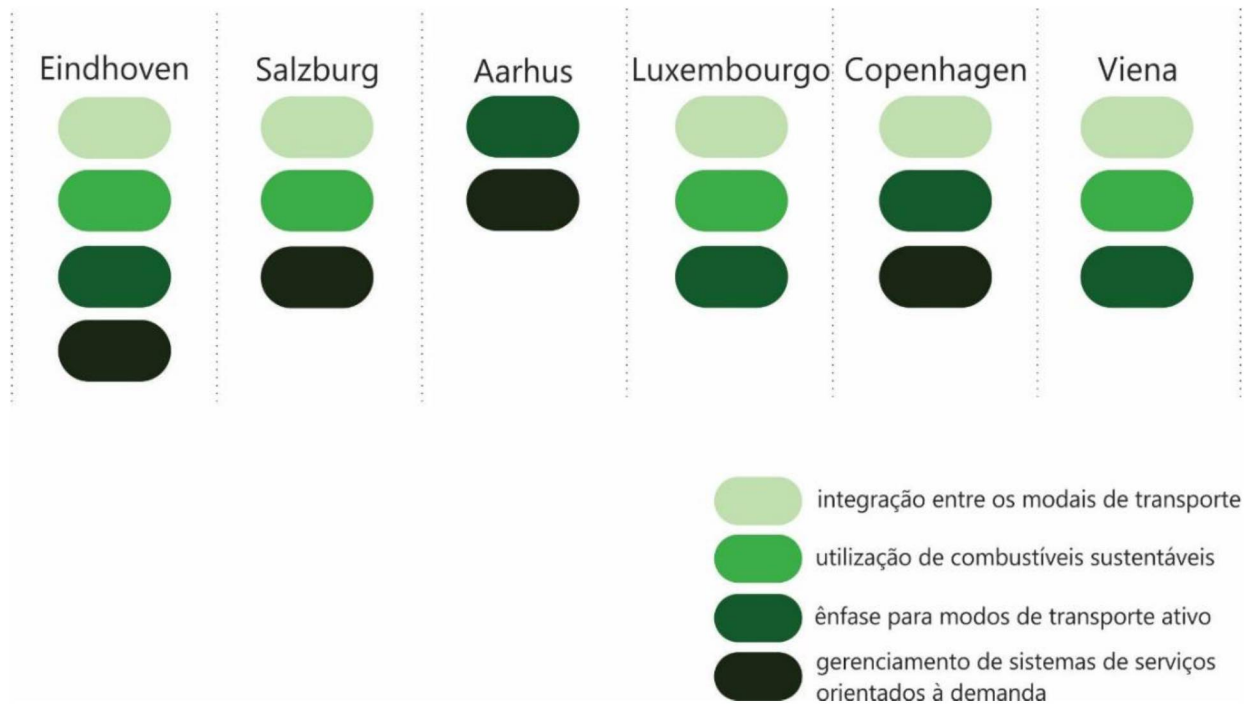 Eindhoven
Salzburg
Aarhus
Luxembourgo
Copenhagen
Viena
integração entre os modais de transporte
utilização de combustíveis sustentáveis
ênfase para modos de transporte ativo
gerenciamento de sistemas de serviços
orientados à demanda